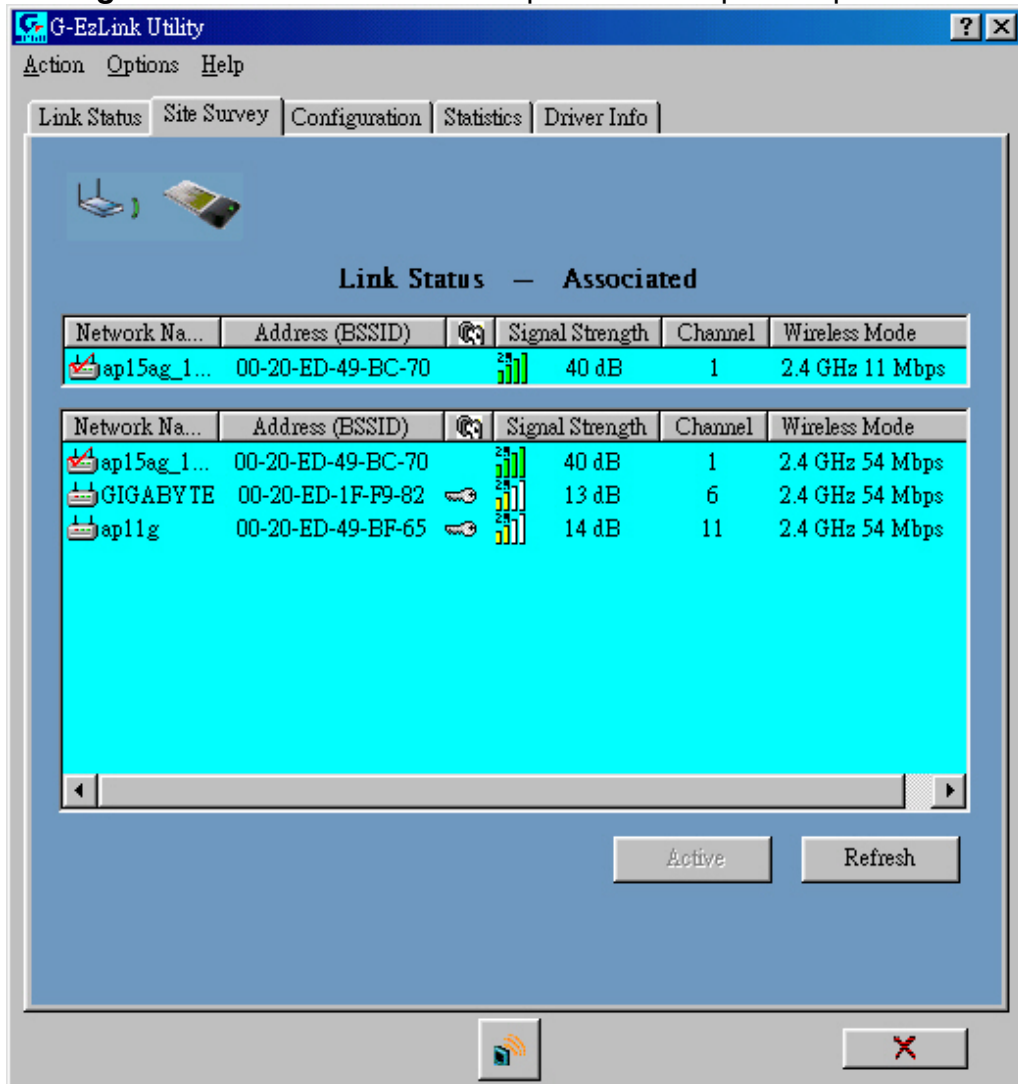 G-EzLink Utility
Action Options Help
Link Status Site Survey Configuration Statistics Driver Info
Link Status – Associated
Network Na... Address (BSSID) Signal Strength Channel Wireless Mode
ap15ag_1... 00-20-ED-49-BC-70 40 dB 1 2.4 GHz 11 Mbps
Network Na... Address (BSSID) Signal Strength Channel Wireless Mode
ap15ag_1... 00-20-ED-49-BC-70 40 dB 1 2.4 GHz 54 Mbps
GIGABYTE 00-20-ED-1F-F9-82 13 dB 6 2.4 GHz 54 Mbps
ap11g 00-20-ED-49-BF-65 14 dB 11 2.4 GHz 54 Mbps
Active Refresh